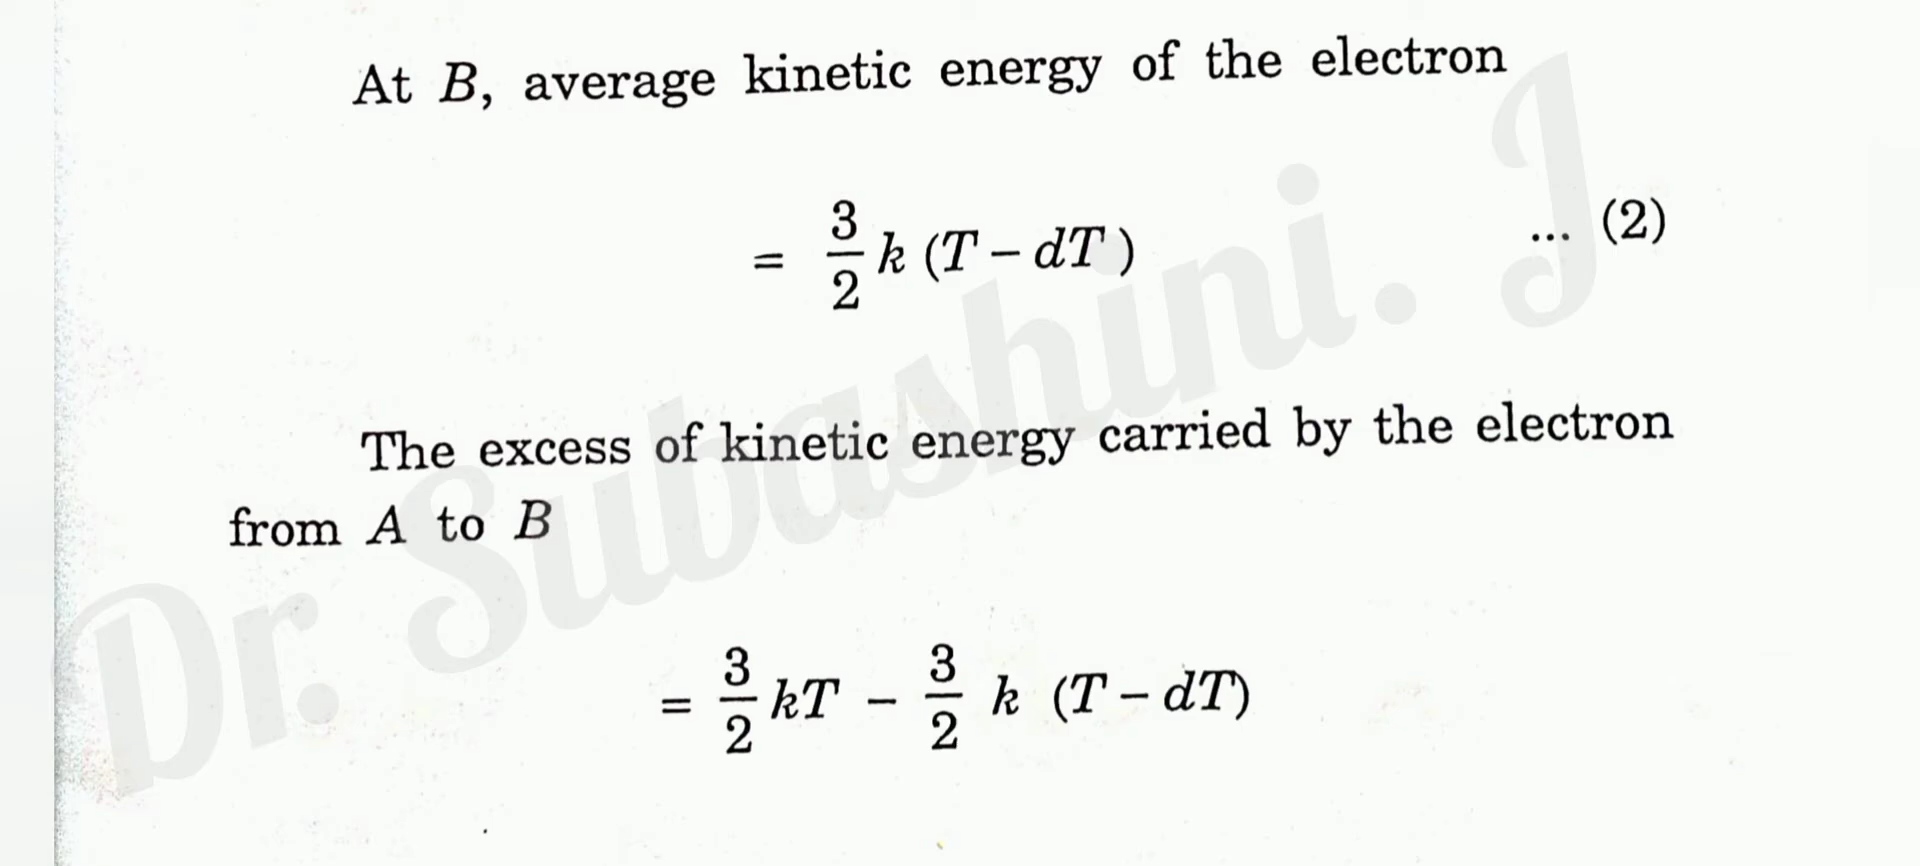 At B, average kinetic energy of the electron
= 3/2 k (T – dT) ... (2)
The excess of kinetic energy carried by the electron
from A to B
= 3/2 kT – 3/2 k (T – dT)
Dr. Subashini. J